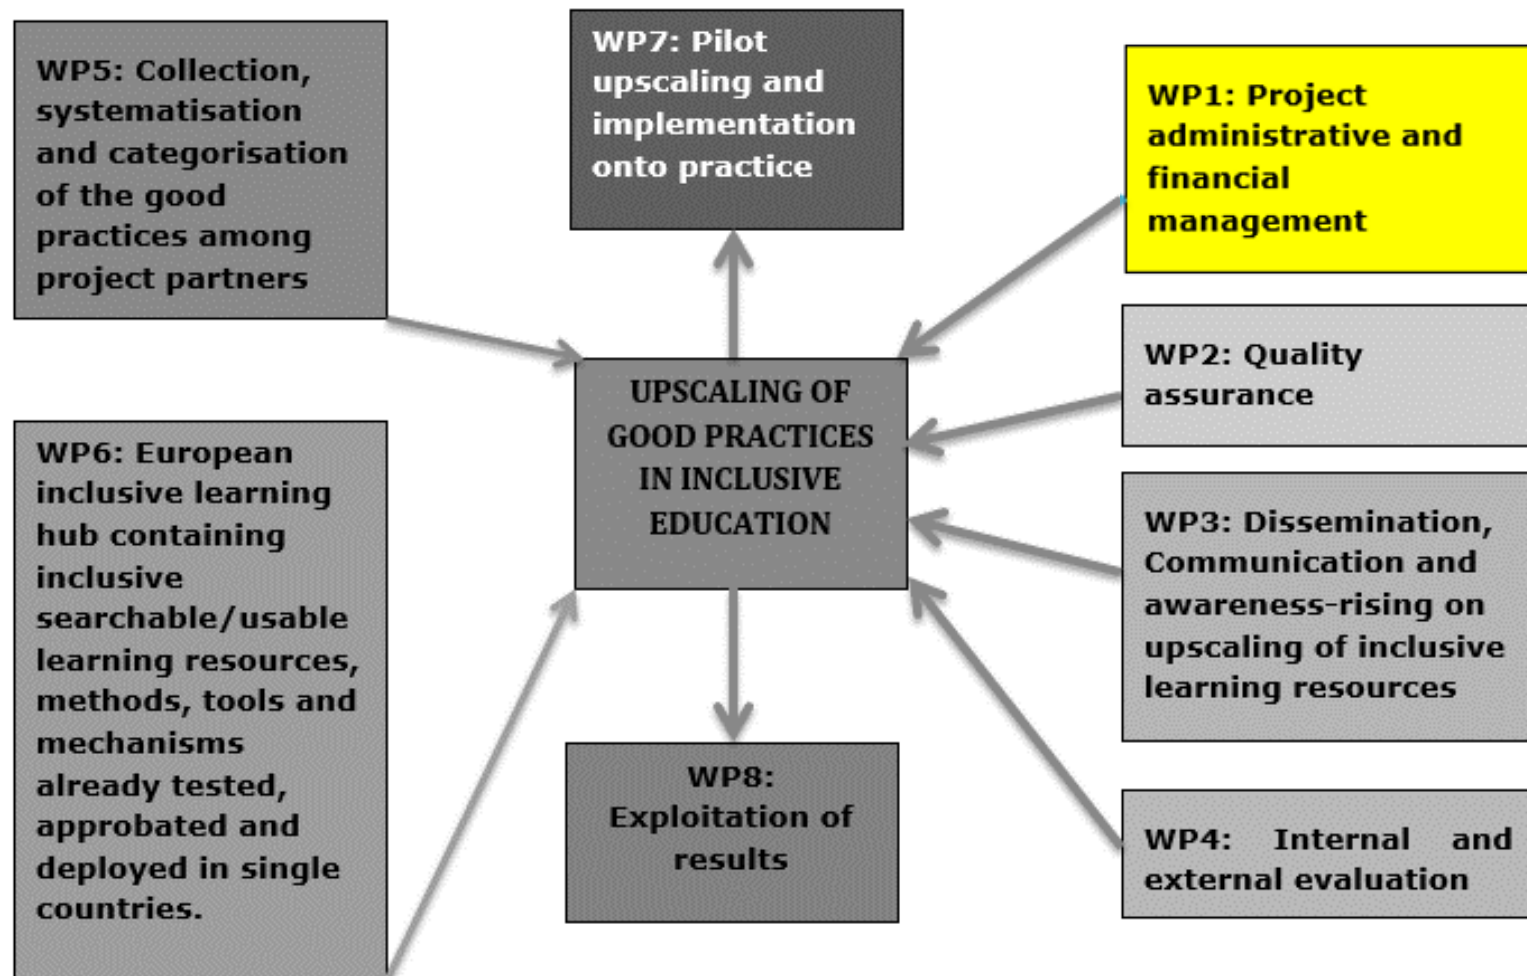 WP5: Collection,
systematisation
and categorisation
of the good
practices among
project partners
WP6: European
inclusive learning
hub containing
inclusive
searchable/usable
learning resources,
methods, tools and
mechanisms
already tested,
approbated and
deployed in single
countries.
WP7: Pilot
upscaling and
implementation
onto practice
UPSCALING OF
GOOD PRACTICES
IN INCLUSIVE
EDUCATION
WP8:
Exploitation of
results
WP1: Project
administrative and
financial
management
WP2: Quality
assurance
WP3: Dissemination,
Communication and
awareness-rising on
upscaling of inclusive
learning resources
WP4: Internal and
external evaluation